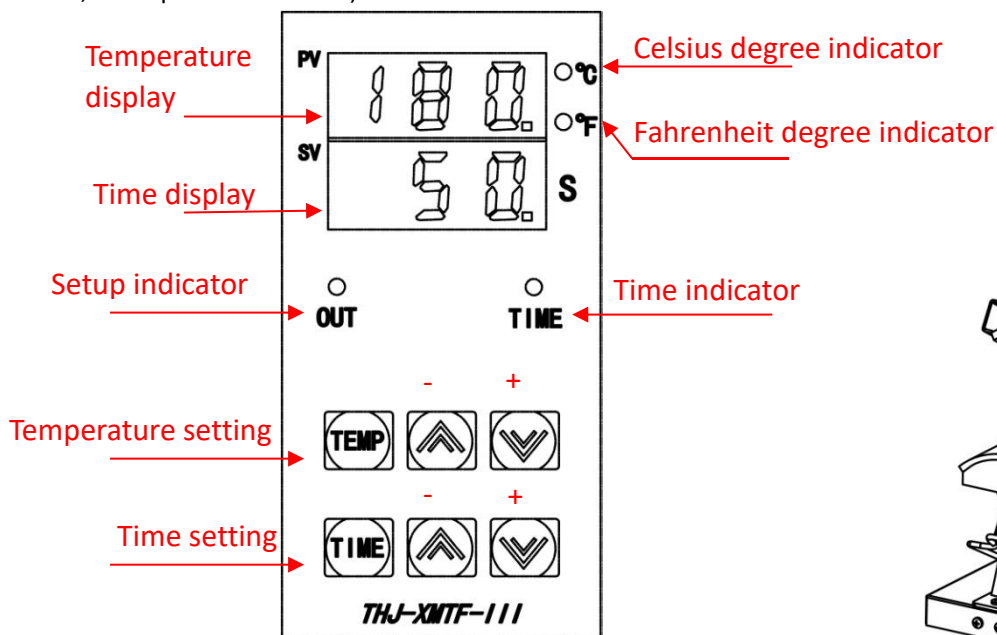 PV
180.
°C
°F
SV
50.
S
OUT
TIME
TEMP
TIME
THJ-XMTF-III
Temperature
display
Time display
Setup indicator
Temperature setting
Time setting
Celsius degree indicator
Fahrenheit degree indicator
Time indicator
- +
- +